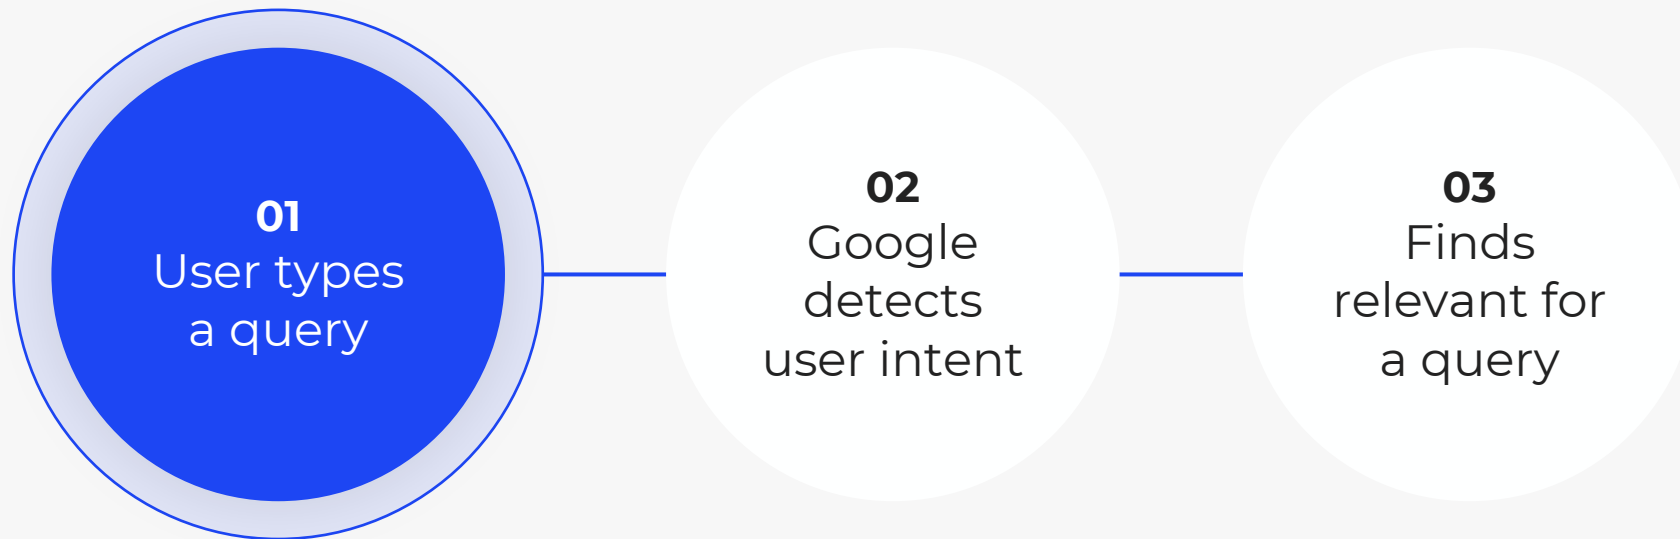 01
User types
a query
02
Google
detects
user intent
03
Finds
relevant for
a query